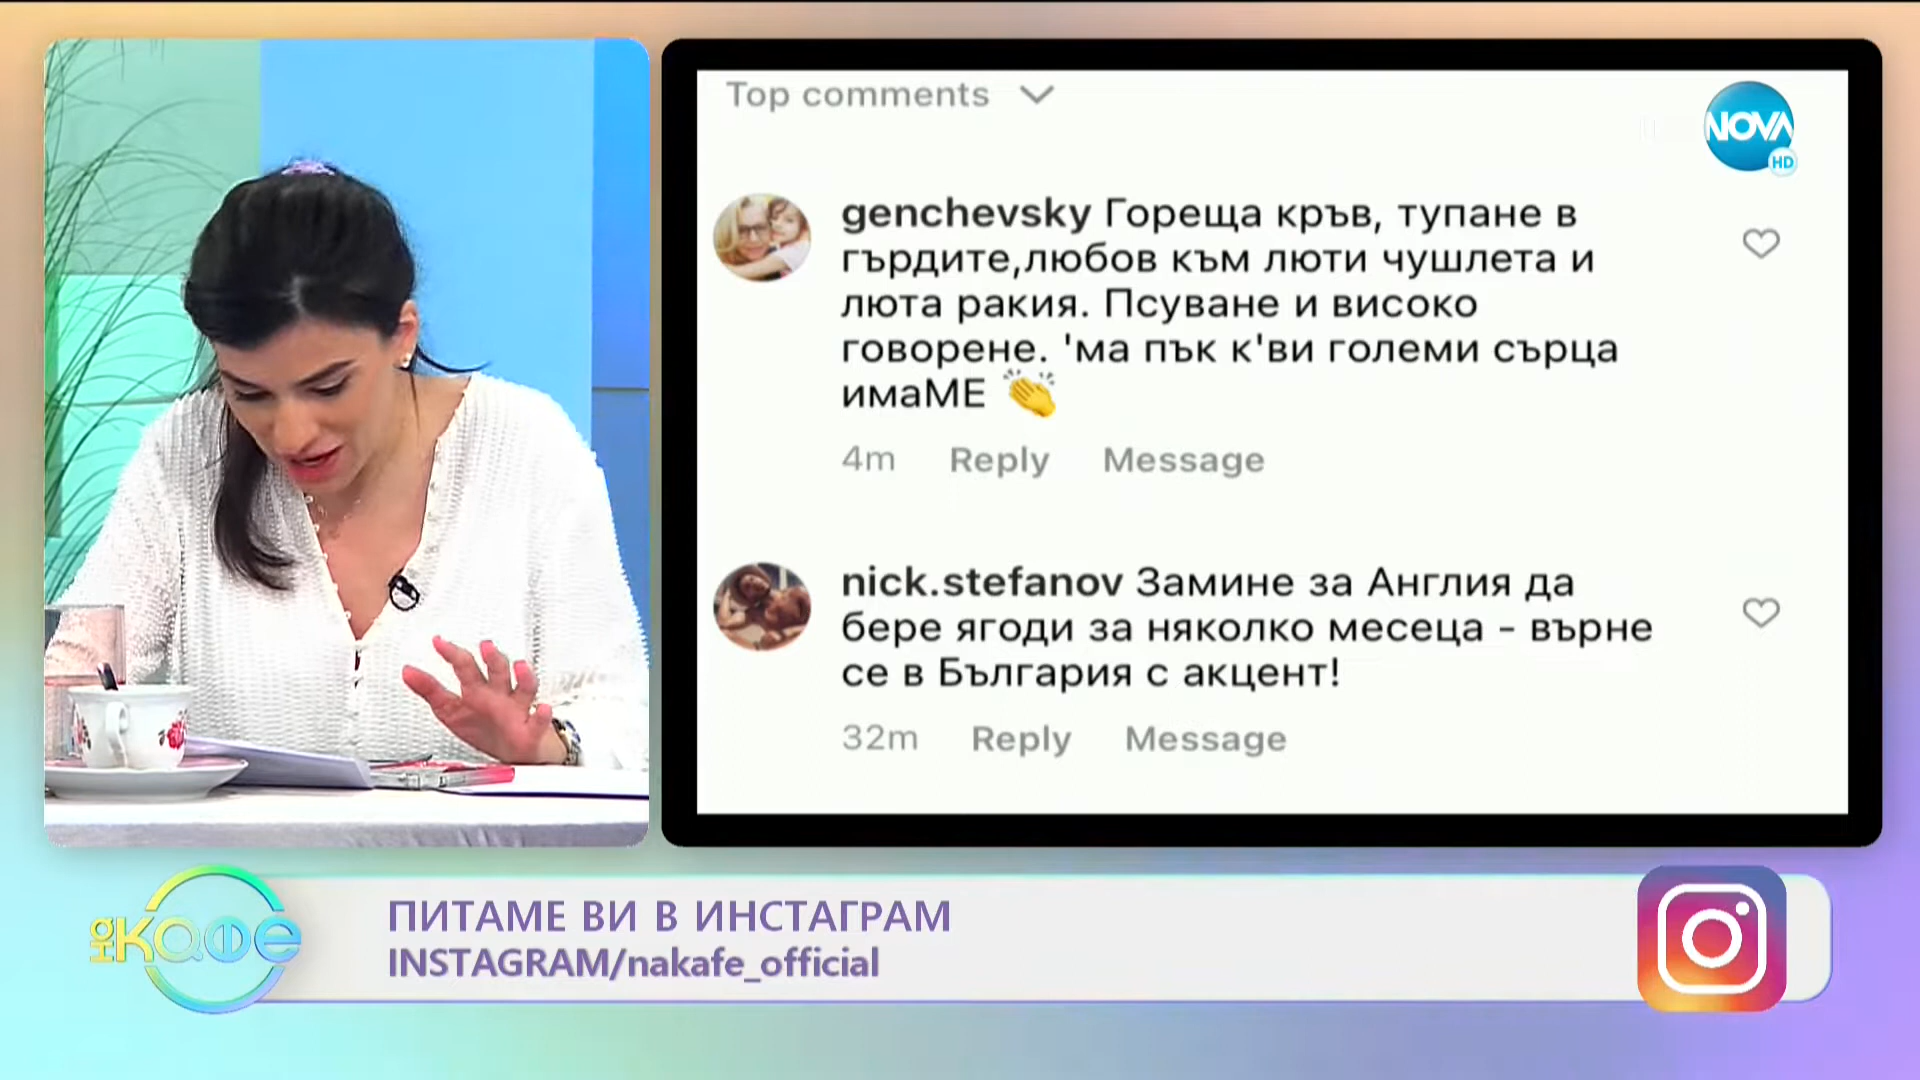 Top comments
NOVA
HD
genchevsky Гореща кръв, тупане в
гърдите,любов към люти чушлета и
люта ракия. Псуване и високо
говорене. 'ма пък к'ви големи сърца
имаМЕ 👏
4m Reply Message
nick.stefanov Замине за Англия да
бере ягоди за няколко месеца - върне
се в България с акцент!
32m Reply Message
на кафе
ПИТАМЕ ВИ В ИНСТАГРАМ
INSTAGRAM/nakafe_official